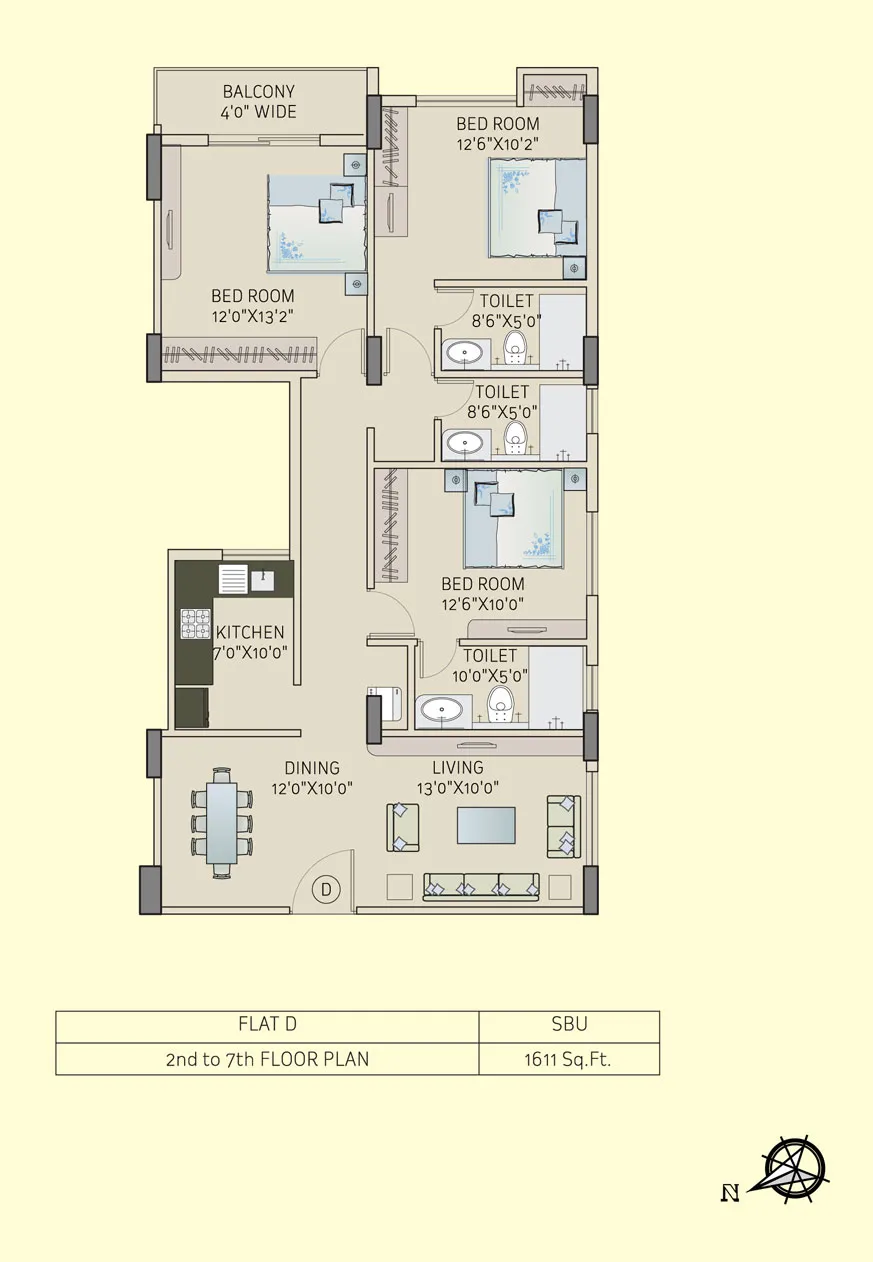 BALCONY
4'0" WIDE
BED ROOM
12'6"X10'2"
BED ROOM
12'0"X13'2"
TOILET
8'6"X5'0"
TOILET
8'6"X5'0"
BED ROOM
12'6"X10'0"
KITCHEN
7'0"X10'0"
TOILET
10'0"X5'0"
DINING
12'0"X10'0"
LIVING
13'0"X10'0"
D
FLAT D
SBU
2nd to 7th FLOOR PLAN
1611 Sq.Ft.
N